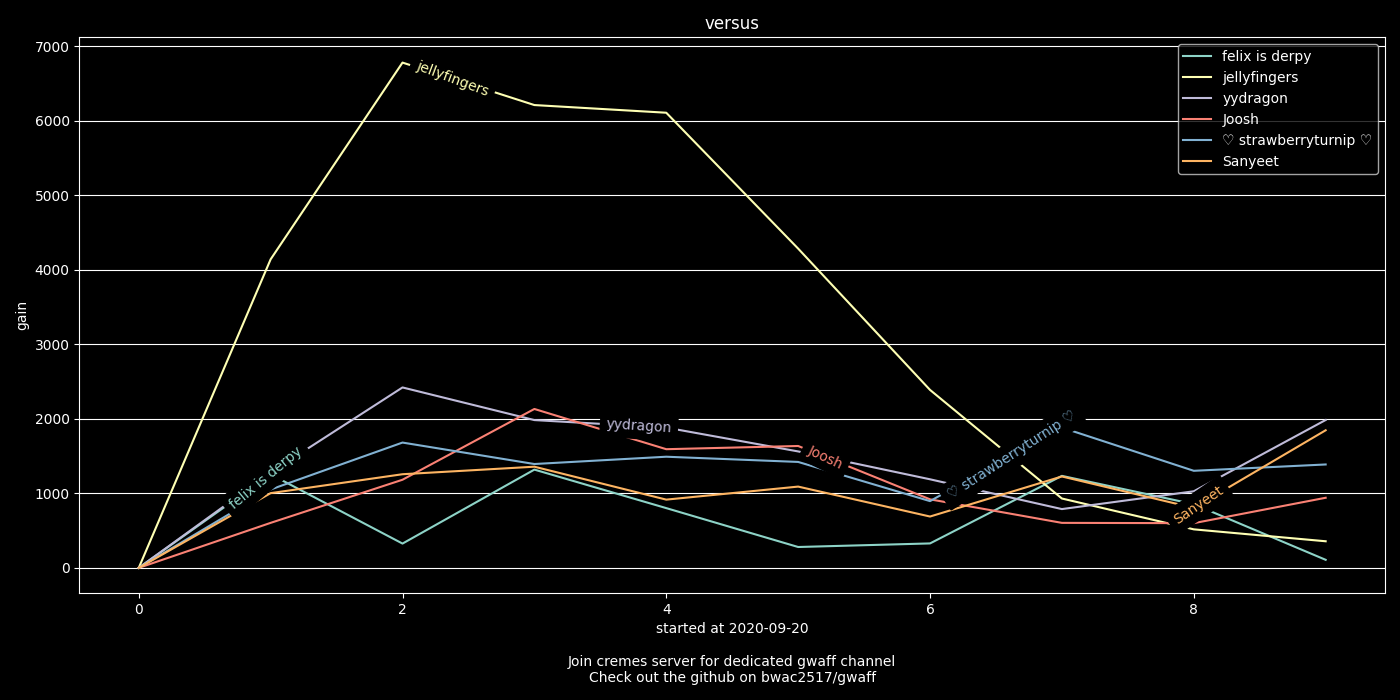 versus
7000
6000
5000
4000
3000
2000
1000
0
gain
felix is derpy
jellyfingers
yydragon
Joosh
♡ strawberryturnip ♡
Sanyeet
jellyfingers
felix is derpy
yydragon
Joosh
♡ strawberryturnip ♡
Sanyeet
0 2 4 6 8
started at 2020-09-20
Join cremes server for dedicated gwaff channel
Check out the github on bwac2517/gwaff